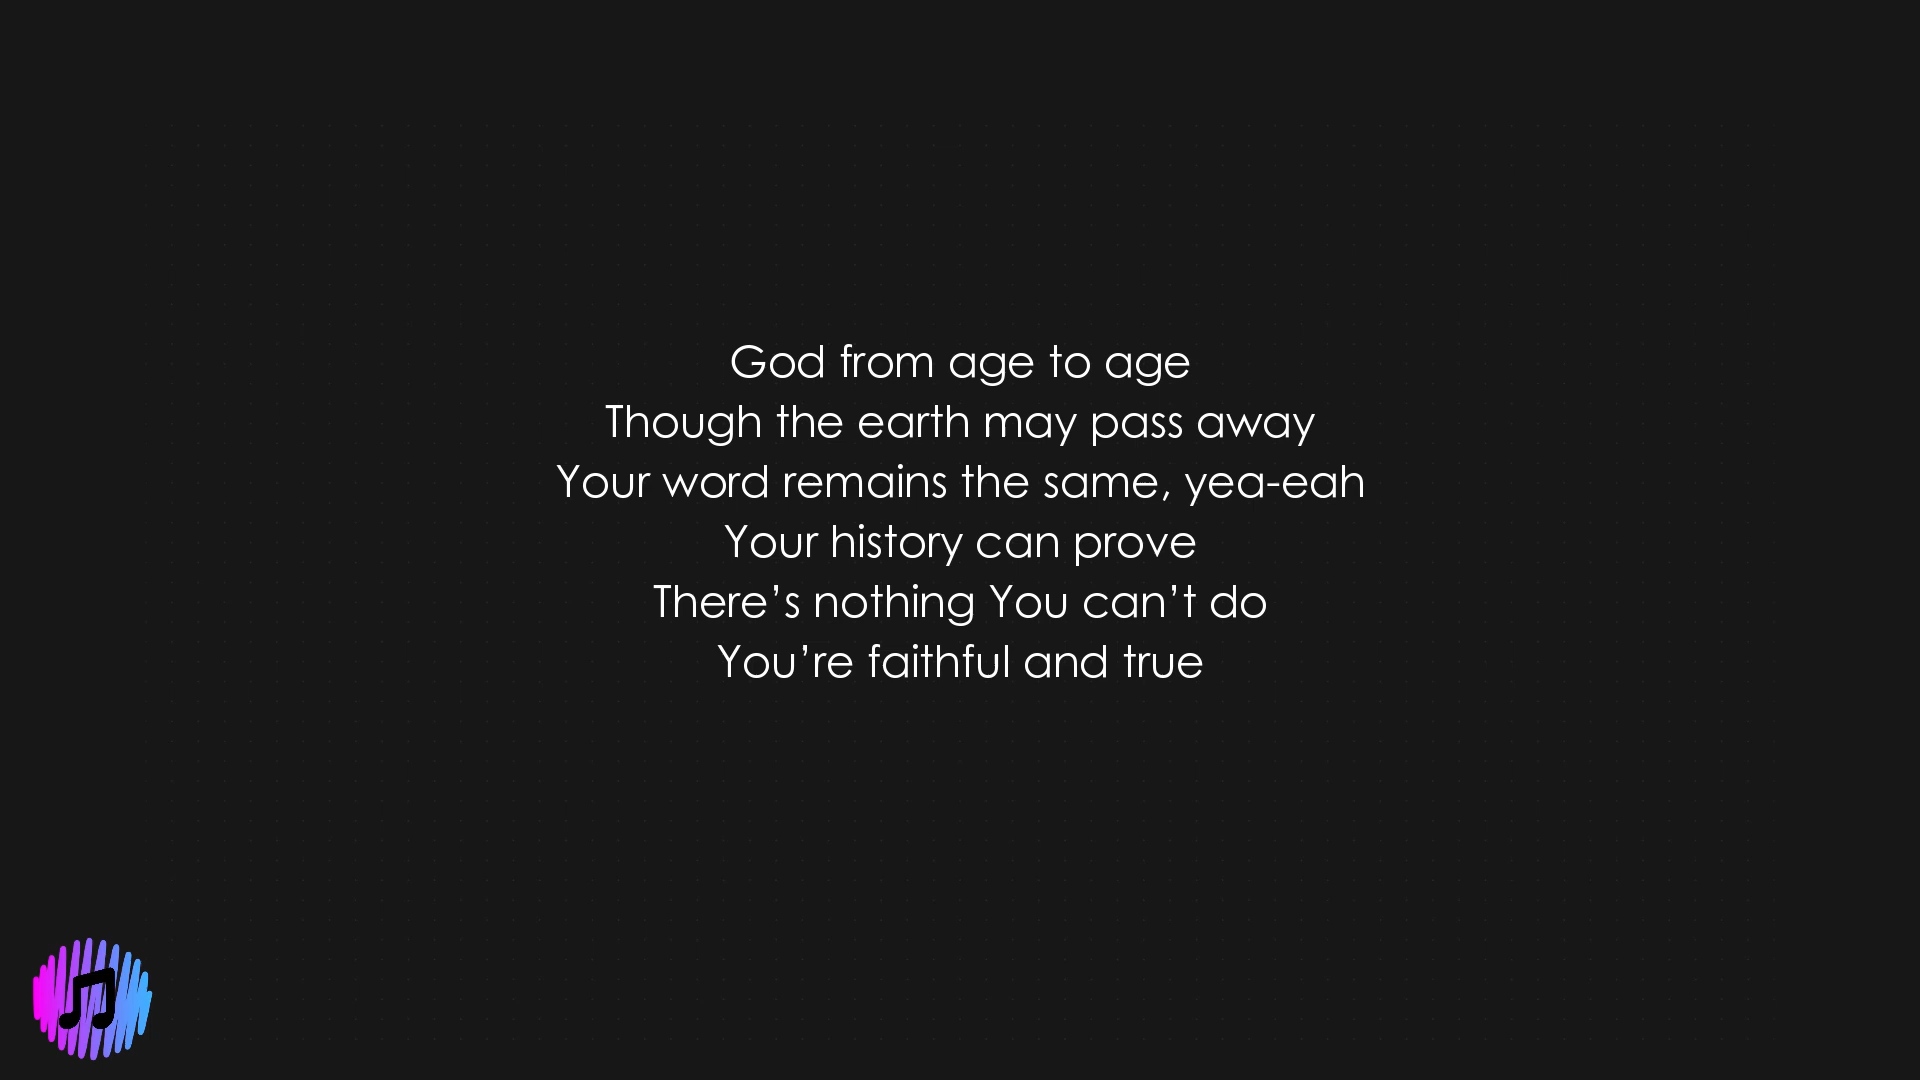 God from age to age
Though the earth may pass away
Your word remains the same, yea-eah
Your history can prove
There’s nothing You can’t do
You’re faithful and true